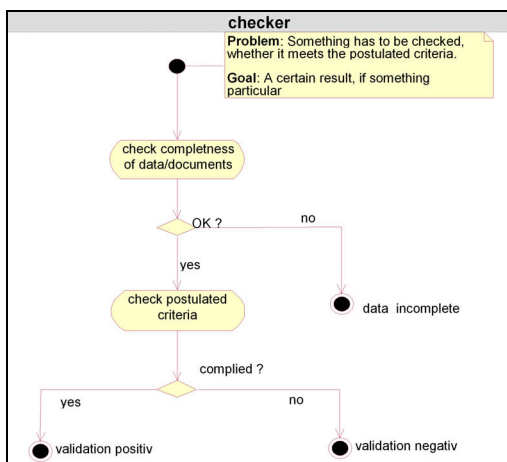 checker
Problem: Something has to be checked,
whether it meets the postulated criteria.
Goal: A certain result, if something
particular
check completness
of data/documents
OK ?
no
yes
check postulated
criteria
data incomplete
complied ?
yes
no
validation positiv
validation negativ